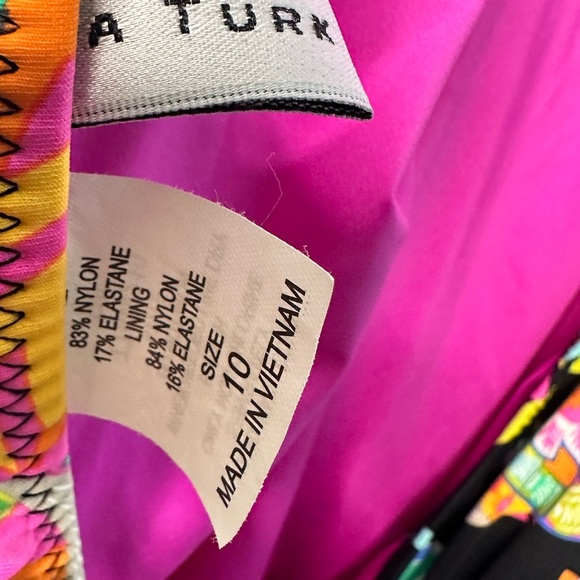 A TURK
83% NYLON
17% ELASTANE
LINING
84% NYLON
16% ELASTANE
SIZE
10
MADE IN VIETNAM